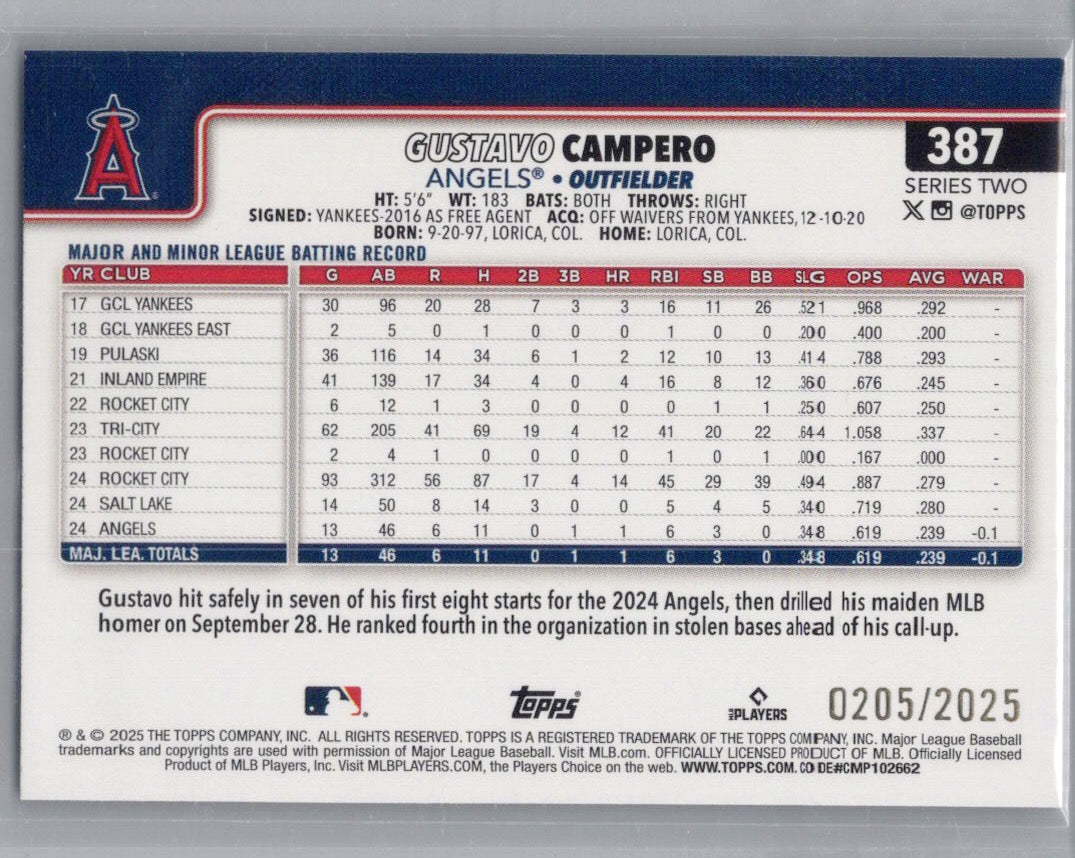 A
GUSTAVO CAMPERO
387
ANGELS® • OUTFIELDER
SERIES TWO
HT: 5'6" WT: 183 BATS: BOTH THROWS: RIGHT
@TOPPS
SIGNED: YANKEES-2016 AS FREE AGENT ACQ: OFF WAIVERS FROM YANKEES, 12-10-20
BORN: 9-20-97, LORICA, COL. HOME: LORICA, COL.
MAJOR AND MINOR LEAGUE BATTING RECORD
YR CLUB G AB R H 2B 3B HR RBI SB BB SLG OPS AVG WAR
17 GCL YANKEES 30 96 20 28 7 3 3 16 11 26 .521 .968 .292 -
18 GCL YANKEES EAST 2 5 0 1 0 0 0 1 0 0 .200 .400 .200 -
19 PULASKI 36 116 14 34 6 1 2 12 10 13 .414 .788 .293 -
21 INLAND EMPIRE 41 139 17 34 4 0 4 16 8 12 .360 .676 .245 -
22 ROCKET CITY 6 12 1 3 0 0 0 0 1 1 .250 .607 .250 -
23 TRI-CITY 62 205 41 69 19 4 12 41 20 22 .644 1.058 .337 -
23 ROCKET CITY 2 4 1 0 0 0 0 1 0 1 .000 .167 .000 -
24 ROCKET CITY 93 312 56 87 17 4 14 45 29 39 .494 .887 .279 -
24 SALT LAKE 14 50 8 14 3 0 0 5 4 5 .340 .719 .280 -
24 ANGELS 13 46 6 11 0 1 1 6 3 0 .348 .619 .239 -0.1
MAJ. LEA. TOTALS 13 46 6 11 0 1 1 6 3 0 .348 .619 .239 -0.1
Gustavo hit safely in seven of his first eight starts for the 2024 Angels, then drilled his maiden MLB
homer on September 28. He ranked fourth in the organization in stolen bases ahead of his call-up.
Topps®
MLB PLAYERS
0205/2025
® & © 2025 THE TOPPS COMPANY, INC. ALL RIGHTS RESERVED. TOPPS IS A REGISTERED TRADEMARK OF THE TOPPS COMPANY, INC. Major League Baseball
trademarks and copyrights are used with permission of Major League Baseball. Visit MLB.com. OFFICIALLY LICENSED PRODUCT OF MLB. Officially Licensed
Product of MLB Players, Inc. Visit MLBPLAYERS.COM, the Players Choice on the web. WWW.TOPPS.COM. CODE#CMP102662